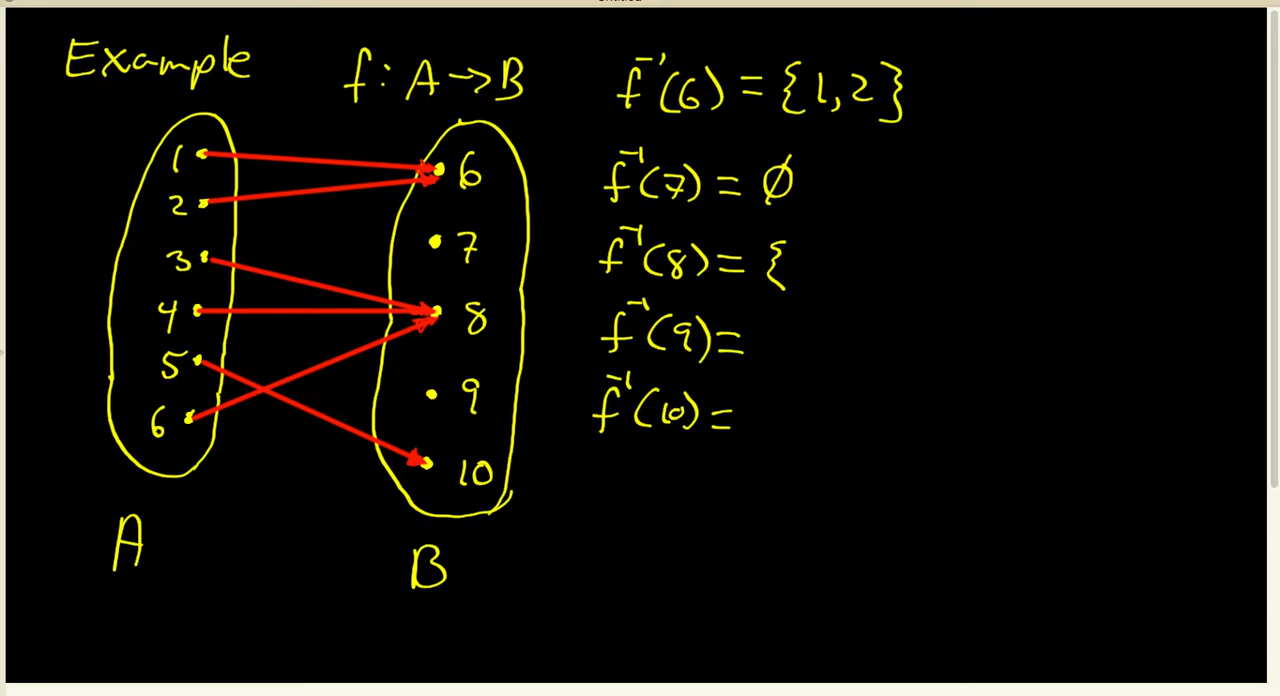 Example
f : A → B
1
2
3
4
5
6
A
6
7
8
9
10
B
f⁻¹(6) = {1, 2}
f⁻¹(7) = ∅
f⁻¹(8) = {
f⁻¹(9) =
f⁻¹(10) =